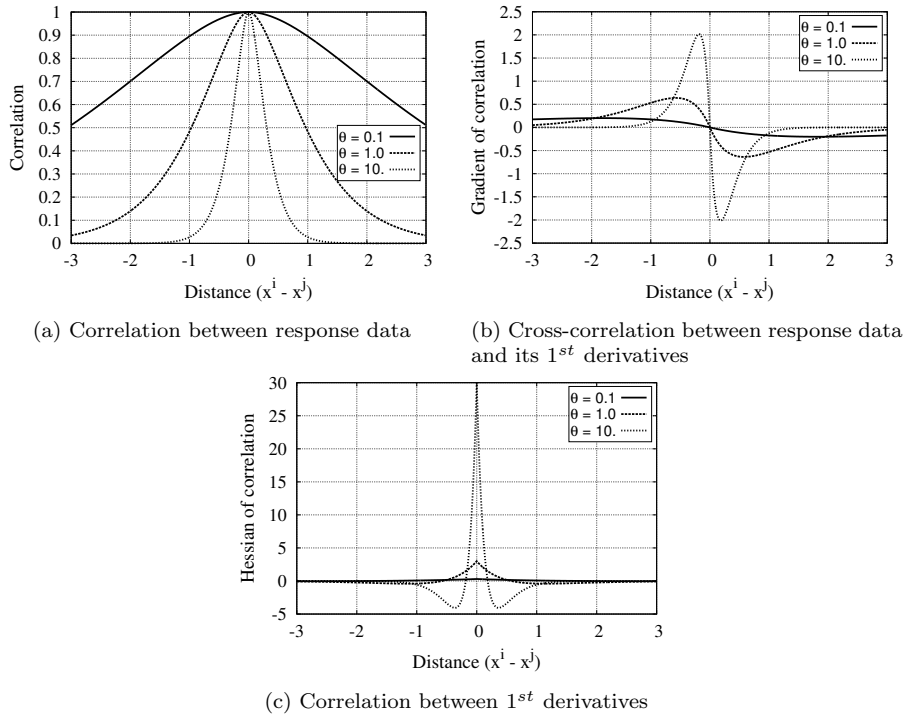 1
0.9
0.8
0.7
0.6
0.5
0.4
0.3
0.2
0.1
0
Correlation
θ = 0.1
θ = 1.0
θ = 10.
-3 -2 -1 0 1 2 3
Distance (x^i - x^j)
(a) Correlation between response data
2.5
2
1.5
1
0.5
0
-0.5
-1
-1.5
-2
-2.5
Gradient of correlation
θ = 0.1
θ = 1.0
θ = 10.
-3 -2 -1 0 1 2 3
Distance (x^i - x^j)
(b) Cross-correlation between response data
and its 1^st derivatives
30
25
20
15
10
5
0
-5
Hessian of correlation
θ = 0.1
θ = 1.0
θ = 10.
-3 -2 -1 0 1 2 3
Distance (x^i - x^j)
(c) Correlation between 1^st derivatives